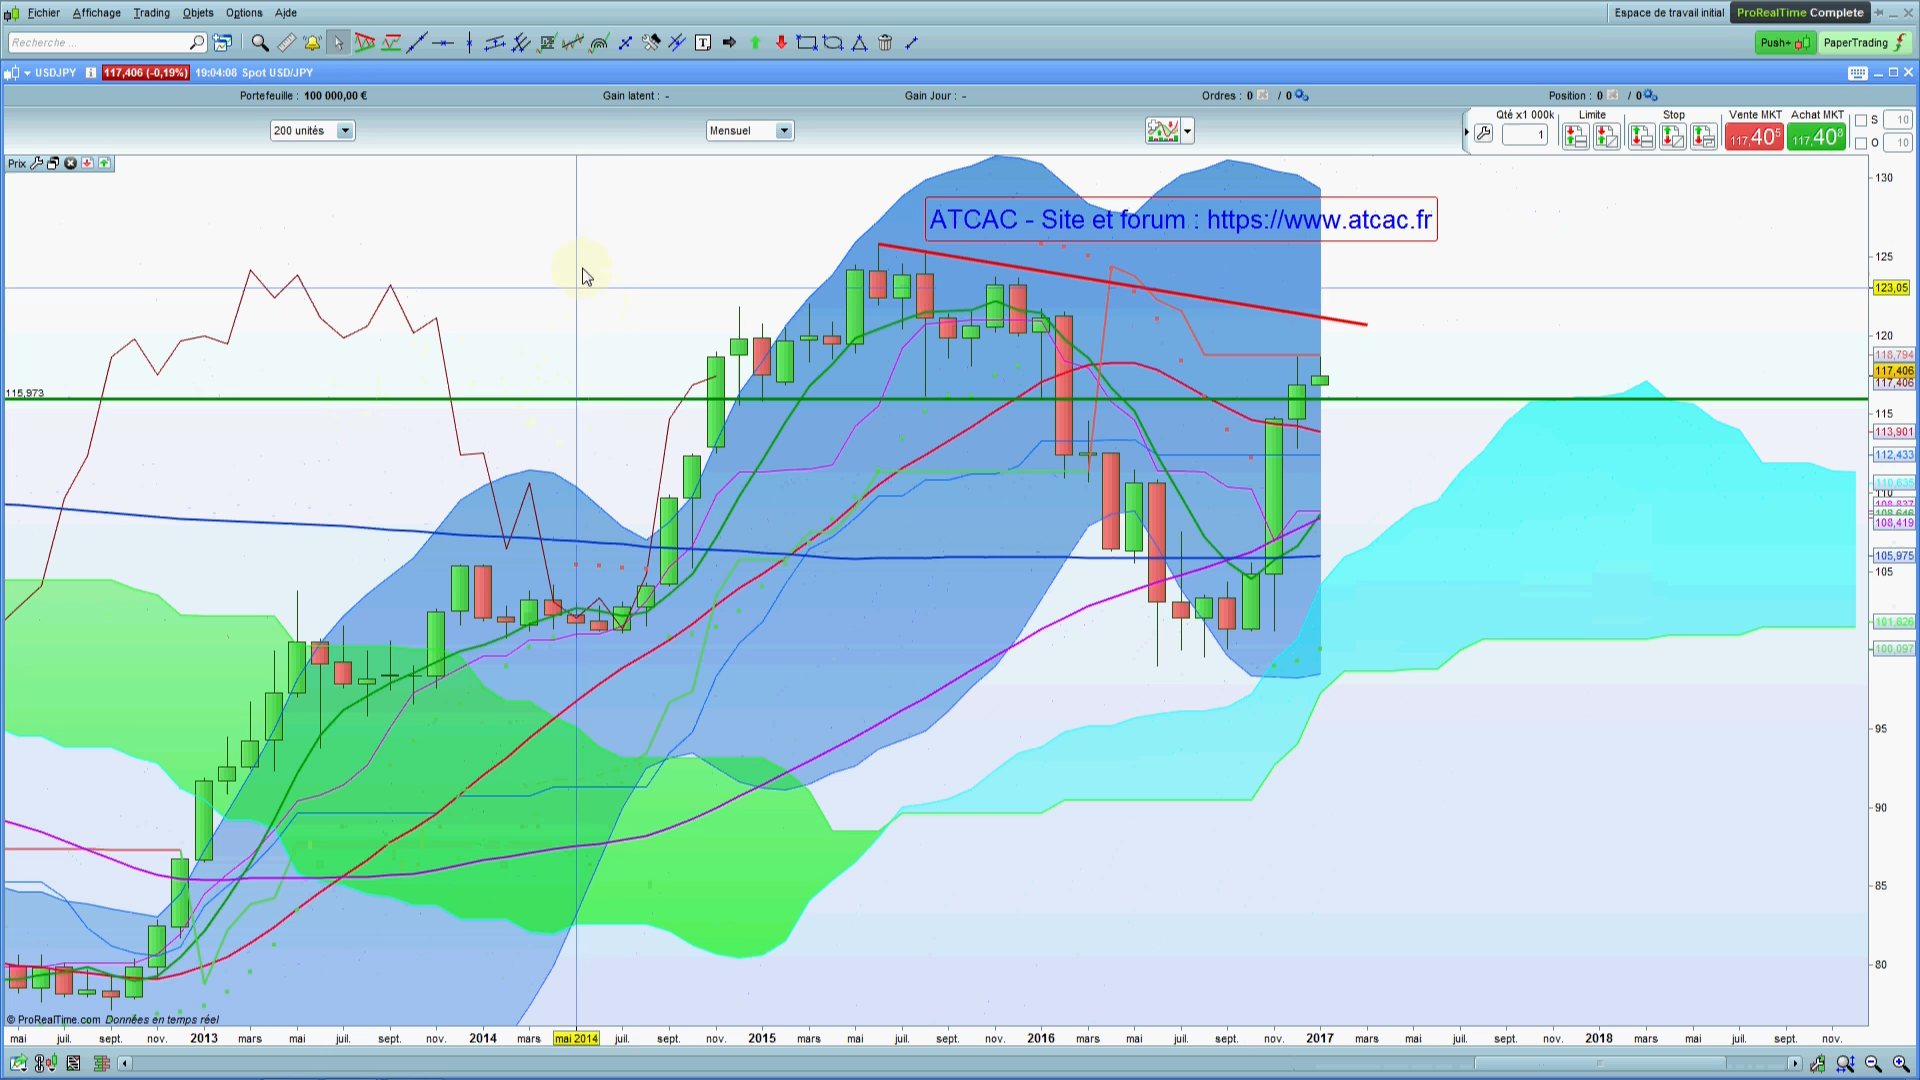 Fichier Affichage Trading Objets Options Aide
Espace de travail initial ProRealTime Complete
Recherche ...
Push+ PaperTrading
USDJPY 117,406 (-0,19%) 19:04:08 Spot USD/JPY
Portefeuille : 100 000,00 € Gain latent : - Gain Jour : - Ordres : 0 / 0 Position : 0 / 0
200 unités Mensuel
Qté x1 000k Limite Stop Vente MKT Achat MKT S 10
1 117,405 117,408 O 10
Prix
ATCAC - Site et forum : https://www.atcac.fr
130
125
123,05
120
118,794
117,406
117,406
115,973
115
113,901
112,433
110,635
110
108,419
105,975
105
101,826
100,097
95
90
85
80
© ProRealTime.com Données en temps réel
mai juil. sept. nov. 2013 mars mai juil. sept. nov. 2014 mars mai 2014 juil. sept. nov. 2015 mars mai juil. sept. nov. 2016 mars mai juil. sept. nov. 2017 mars mai juil. sept. nov. 2018 mars mai juil. sept. nov.